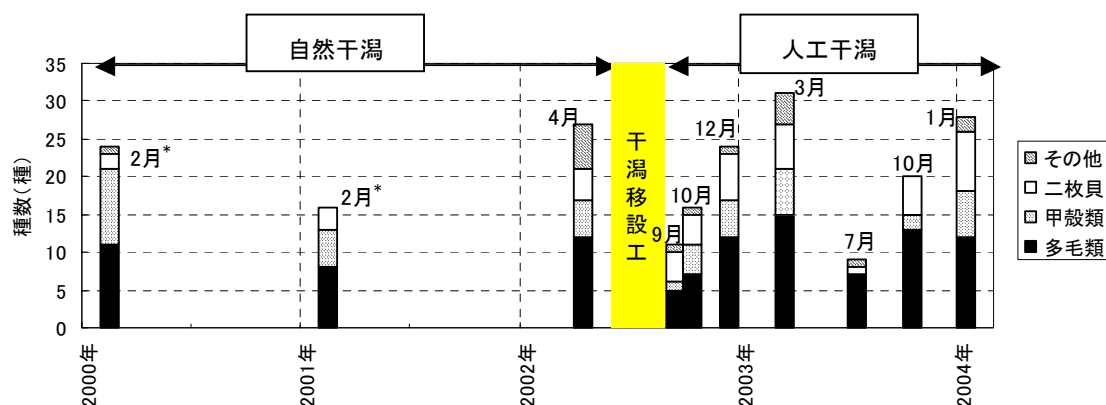 自然干潟
人工干潟
種数(種)
35
30
25
20
15
10
5
0
2月*
2月*
4月
干潟移設工
9月
10月
12月
3月
7月
10月
1月
2000年
2001年
2002年
2003年
2004年
その他
二枚貝
甲殻類
多毛類